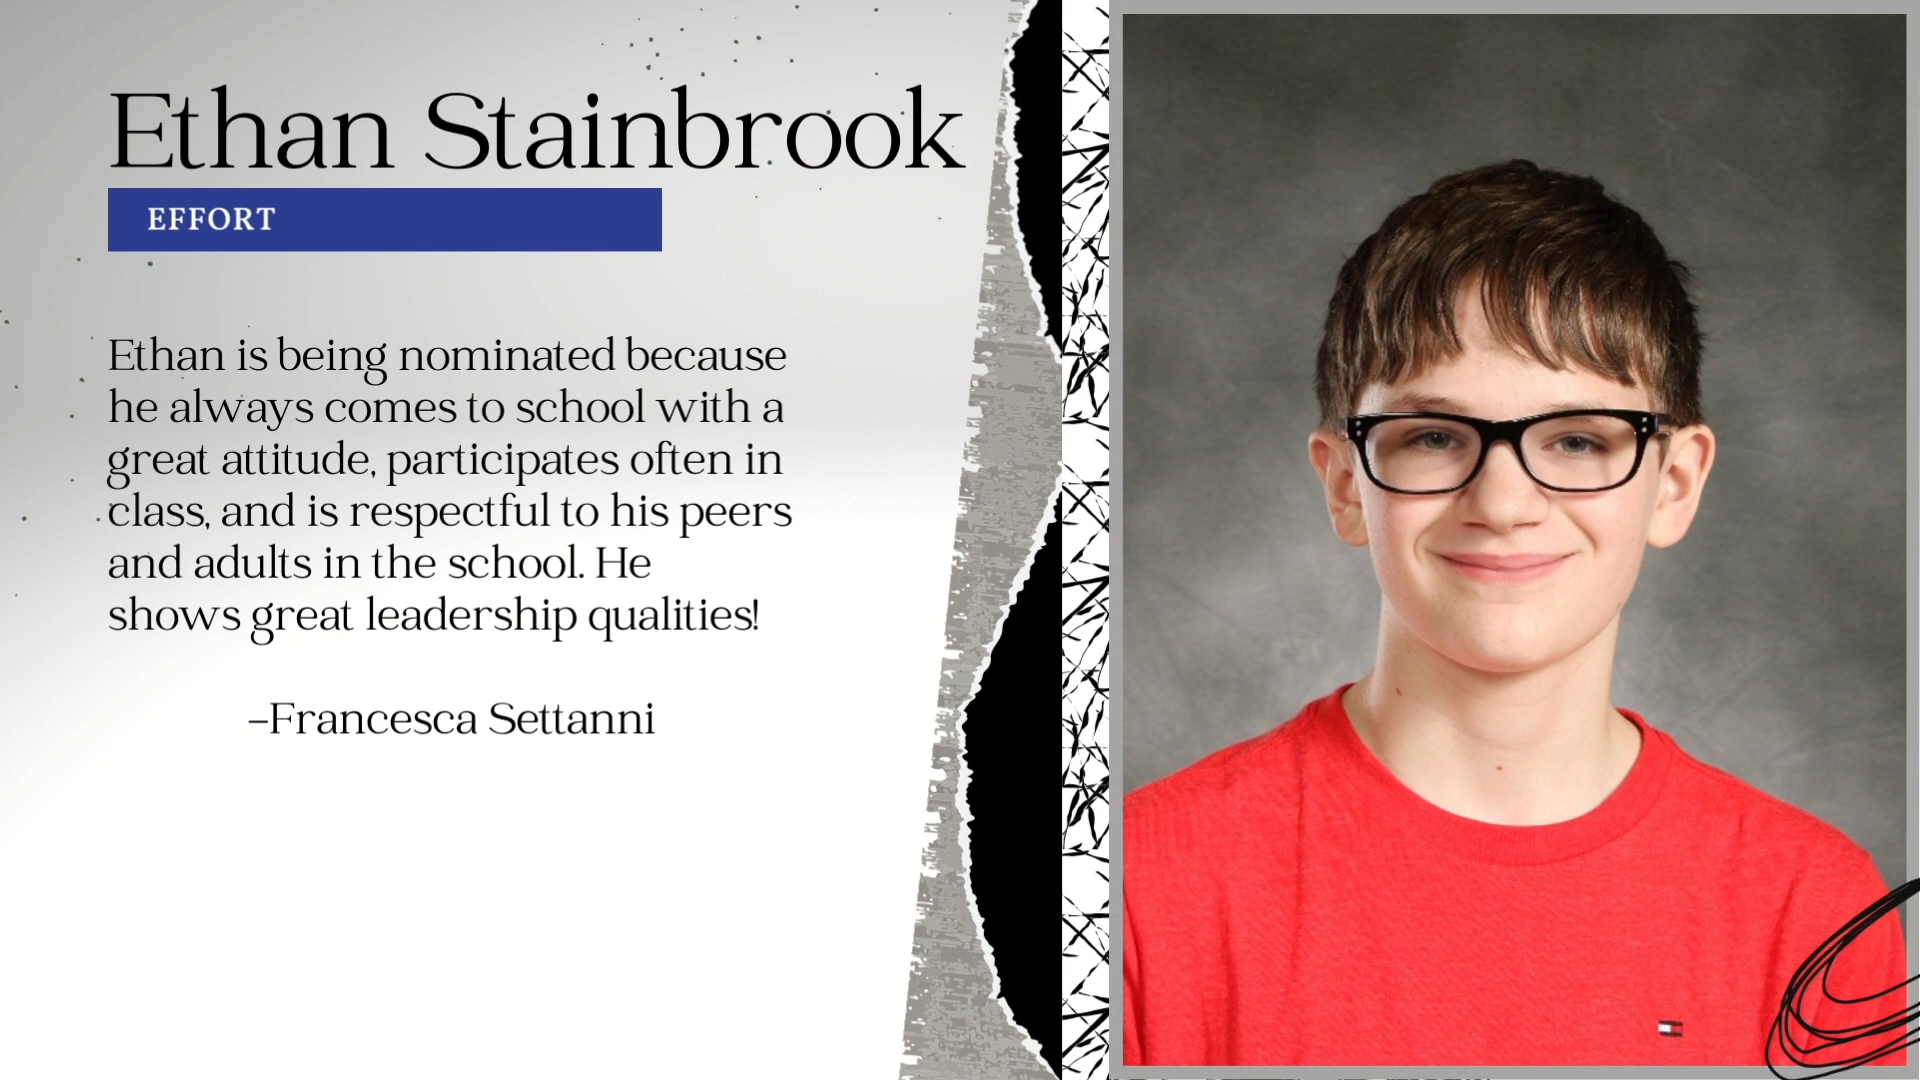 Ethan Stainbrook
EFFORT
Ethan is being nominated because
he always comes to school with a
great attitude, participates often in
class, and is respectful to his peers
and adults in the school. He
shows great leadership qualities!
–Francesca Settanni